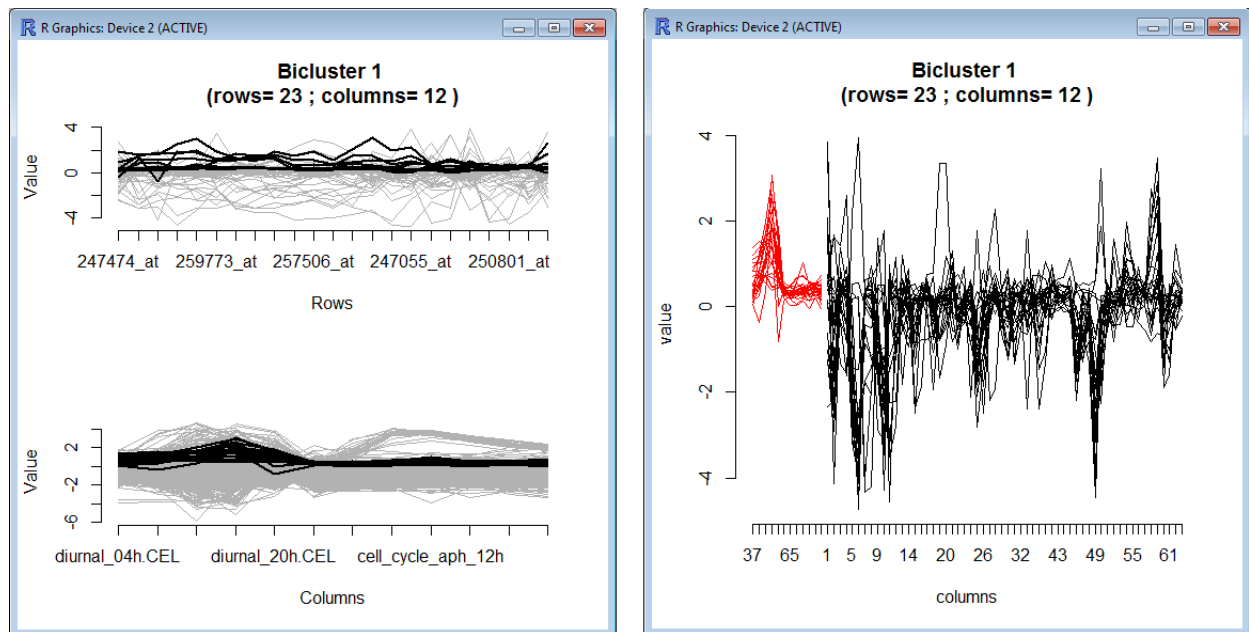 R Graphics: Device 2 (ACTIVE)
Bicluster 1
(rows= 23 ; columns= 12 )
Value
4
0
4
247474_at 259773_at 257506_at 247055_at 250801_at
Rows
Value
2
-2
-6
diurnal_04h.CEL diurnal_20h.CEL cell_cycle_aph_12h
Columns
R Graphics: Device 2 (ACTIVE)
Bicluster 1
(rows= 23 ; columns= 12 )
value
4
2
0
-2
-4
37 65 1 5 9 14 20 26 32 43 49 55 61
columns